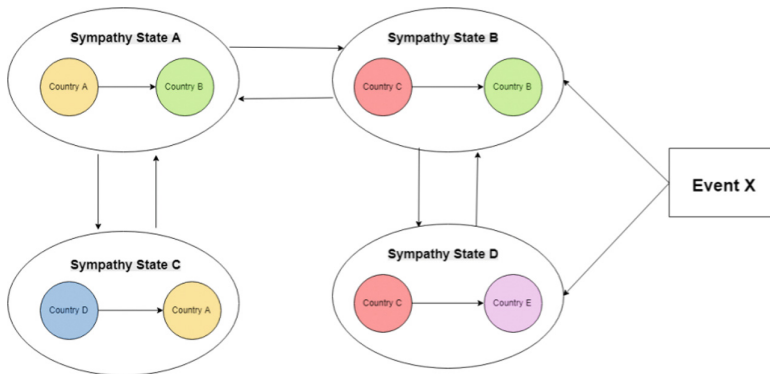 Sympathy State A
Country A
Country B
Sympathy State B
Country C
Country B
Event X
Sympathy State C
Country D
Country A
Sympathy State D
Country C
Country E